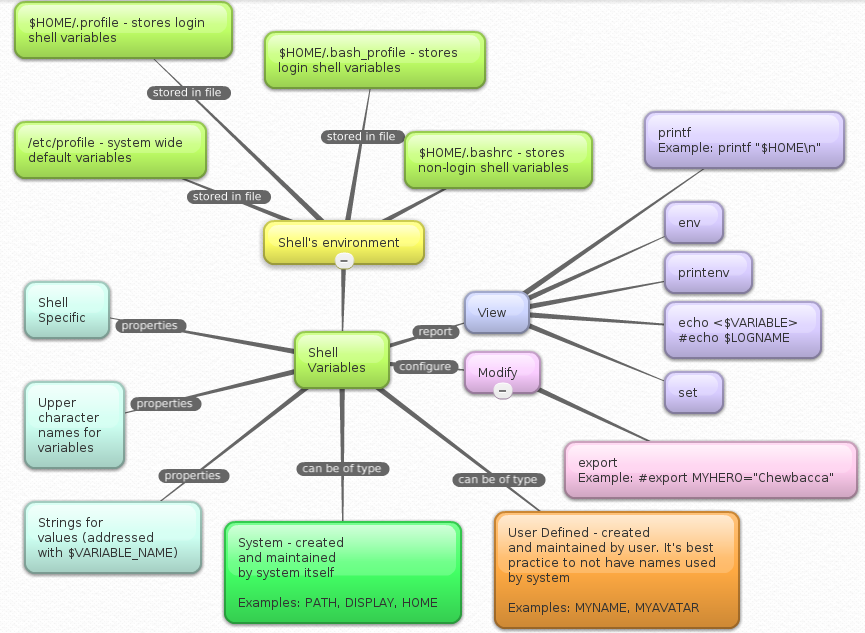 $HOME/.profile - stores login
shell variables
$HOME/.bash_profile - stores
login shell variables
stored in file
stored in file
/etc/profile - system wide
default variables
$HOME/.bashrc - stores
non-login shell variables
stored in file
printf
Example: printf "$HOME\n"
Shell's environment
env
printenv
Shell
Specific
properties
View
report
echo <$VARIABLE>
#echo $LOGNAME
Shell
Variables
configure
Modify
set
Upper
character
names for
variables
properties
export
Example: #export MYHERO="Chewbacca"
properties
can be of type
can be of type
Strings for
values (addressed
with $VARIABLE_NAME)
System - created
and maintained
by system itself
Examples: PATH, DISPLAY, HOME
User Defined - created
and maintained by user. It's best
practice to not have names used
by system
Examples: MYNAME, MYAVATAR